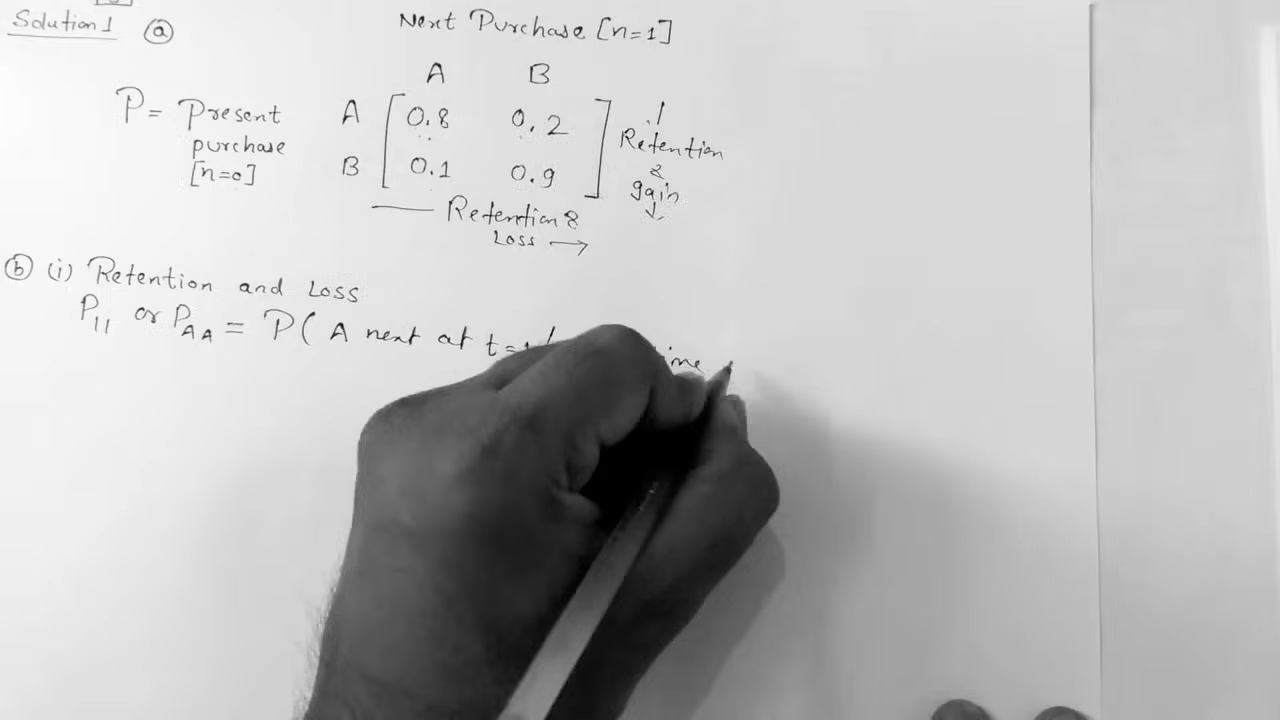 Solution 1 (a)
Next Purchase [n=1]
A B
P = Present A [0.8 0.2]
purchase B [0.1 0.9]
[n=0]
Retention
&
gain
↓
Retention &
Loss →
(b) (i) Retention and Loss
P11 or PAA = P( A next at t=